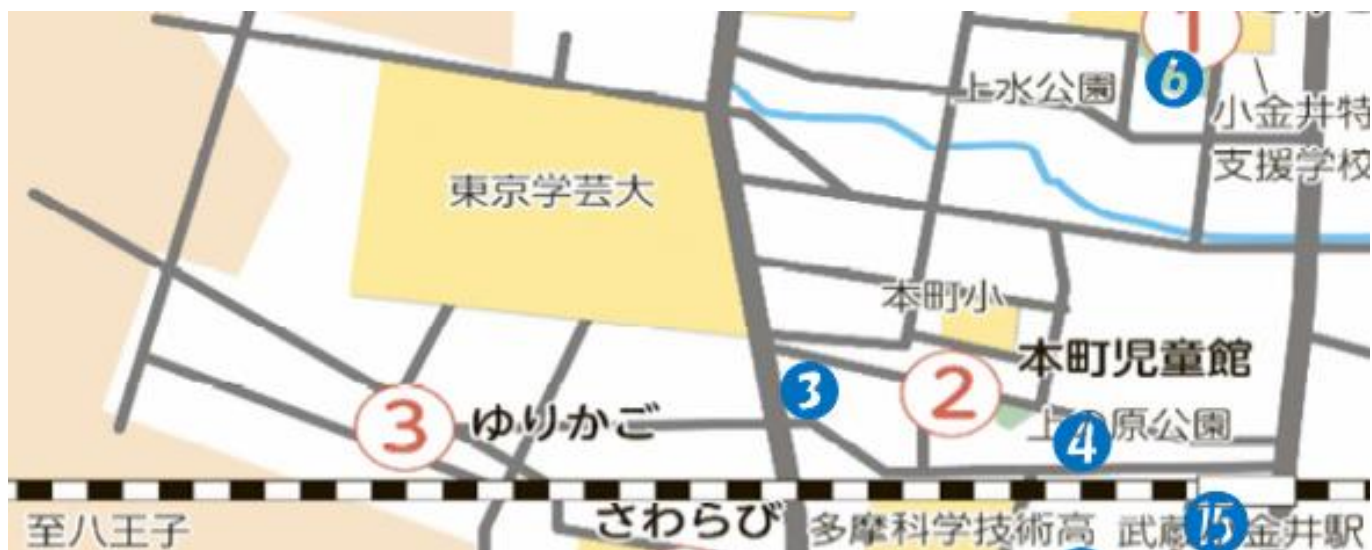 1
6
上水公園
小金井特
支援学校
東京学芸大
本町小
本町児童館
3
2
3
ゆりかご
4
上 原公園
さわらび
多摩科学技術高
武蔵
15
金井駅
至八王子